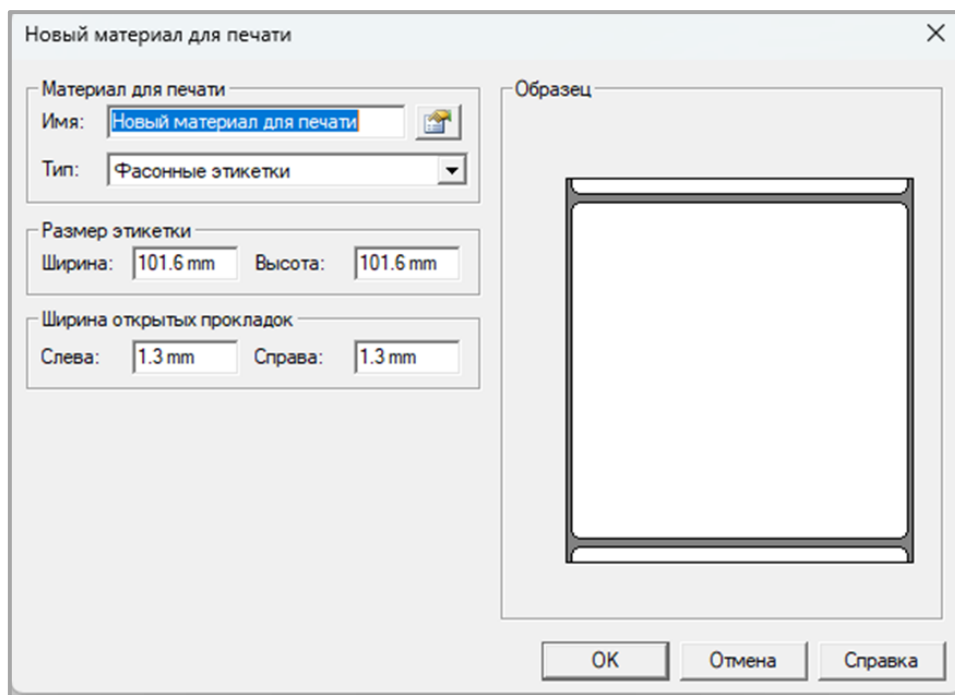 Новый материал для печати
Материал для печати
Имя: Новый материал для печати
Тип: Фасонные этикетки
Размер этикетки
Ширина: 101.6 mm Высота: 101.6 mm
Ширина открытых прокладок
Слева: 1.3 mm Справа: 1.3 mm
Образец
OK Отмена Справка